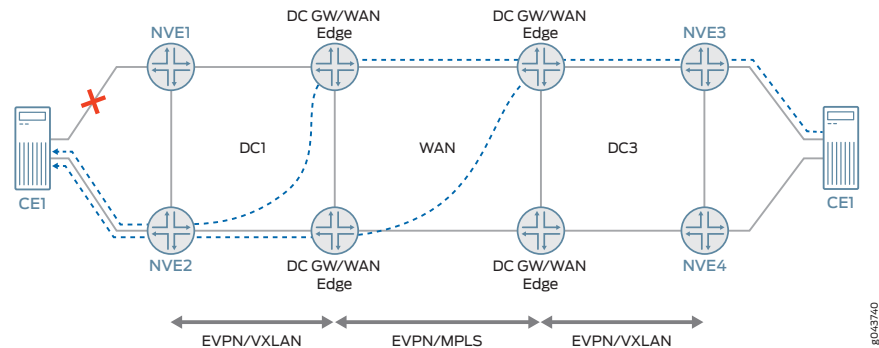 DC GW/WAN
Edge
DC GW/WAN
Edge
NVE1
NVE3
DC1
WAN
DC3
CE1
CE1
NVE2
DC GW/WAN
Edge
DC GW/WAN
Edge
NVE4
EVPN/VXLAN
EVPN/MPLS
EVPN/VXLAN
g043740